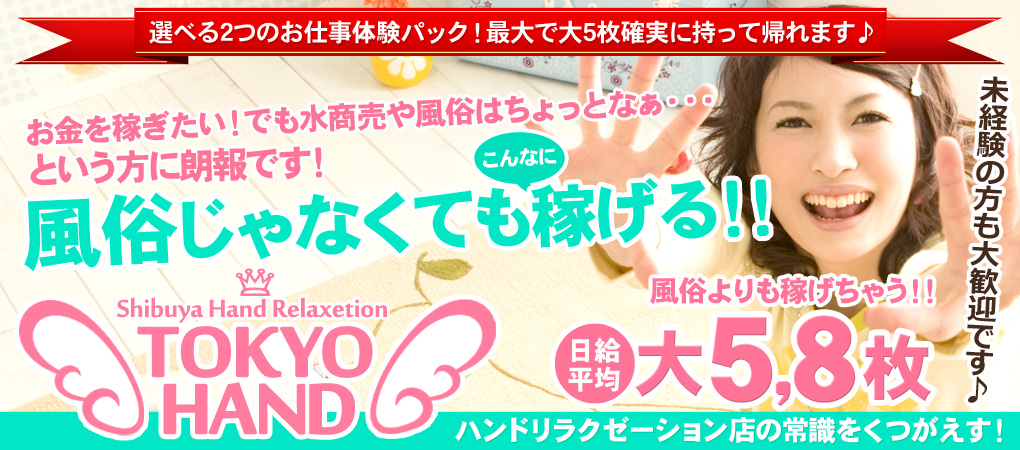 選べる2つのお仕事体験パック!最大で大5枚確実に持って帰れます♪
お金を稼ぎたい!でも水商売や風俗はちょっとなぁ・・・
という方に朗報です!
こんなに
風俗じゃなくても稼げる!!
未経験の方も大歓迎です♪
Shibuya Hand Relaxetion
TOKYO
HAND
風俗よりも稼げちゃう!!
日給
平均
大5,8枚
ハンドリラクゼーション店の常識をくつがえす!